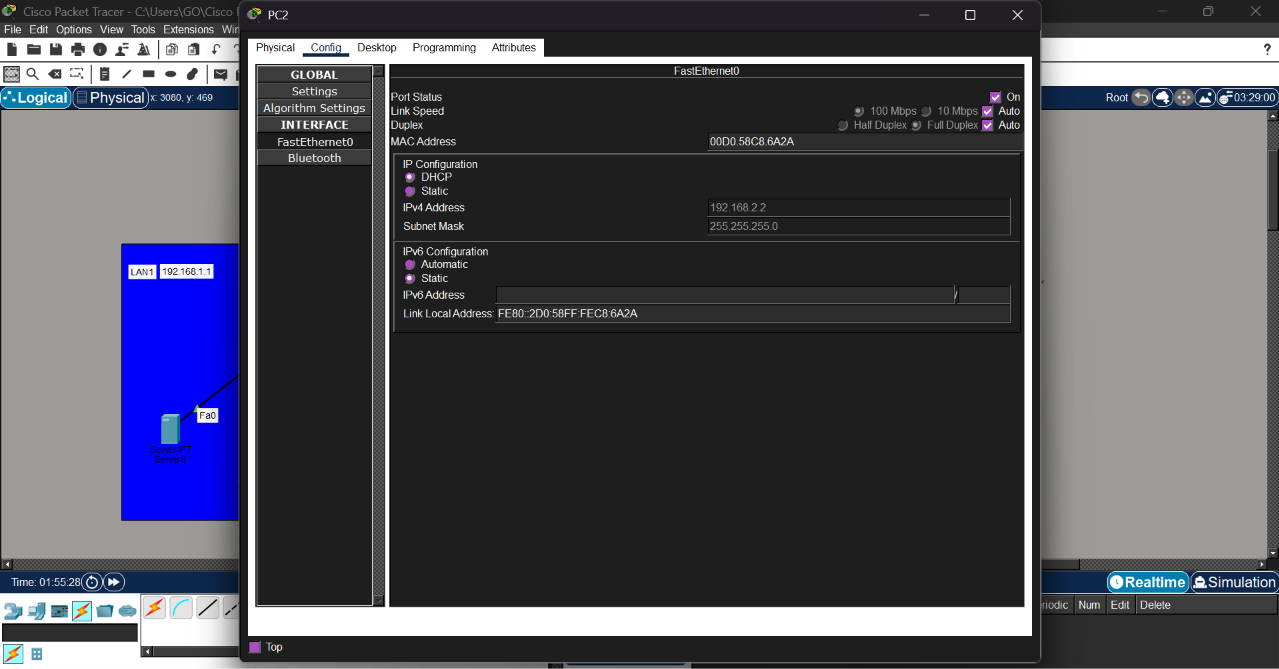 Cisco Packet Tracer - C:\Users\GO\Cisco
PC2
File Edit Options View Tools Extensions
Physical Config Desktop Programming Attributes
?
Logical Physical x: 3080, y: 469
Root 03:29:00
GLOBAL
Settings
Algorithm Settings
INTERFACE
FastEthernet0
Bluetooth
FastEthernet0
Port Status On
Link Speed 100 Mbps 10 Mbps Auto
Duplex Half Duplex Full Duplex Auto
MAC Address 00D0.58C8.6A2A
IP Configuration
DHCP
Static
IPv4 Address 192.168.2.2
Subnet Mask 255.255.255.0
IPv6 Configuration
Automatic
Static
IPv6 Address /
Link Local Address: FE80::2D0:58FF:FEC8:6A2A
LAN1 192.168.1.1
Fa0
Server-PT
Server0
Time: 01:55:28
Realtime Simulation
Num Edit Delete
Top